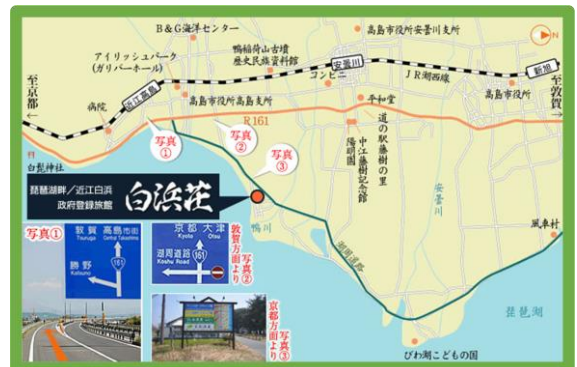 B&G海洋センター
高島市役所安曇川支所
アイリッシュパーク
(ガリバーホール)
鴨稲荷山古墳
歴史民族資料館
安曇川
コンビニ
JR湖西線
新旭
N
至京都
至敦賀
近江高島
病院
高島市役所高島支所
平和堂
高島市役所
R161
道の駅藤樹の里
中江藤樹記念館
陽明園
写真①
写真②
写真③
白髭神社
琵琶湖畔/近江白浜
政府登録旅館
白浜荘
鴨川
安曇川
湖周道路
風車村
琵琶湖
びわ湖こどもの国
写真①
敦賀 高島市街
Tsuruga Central Takashima
161
勝野
Katsuno
京都 大津
Kyoto Otsu
湖周道路 161
Koshu Road
写真②
敦賀方面より
写真③
京都方面より